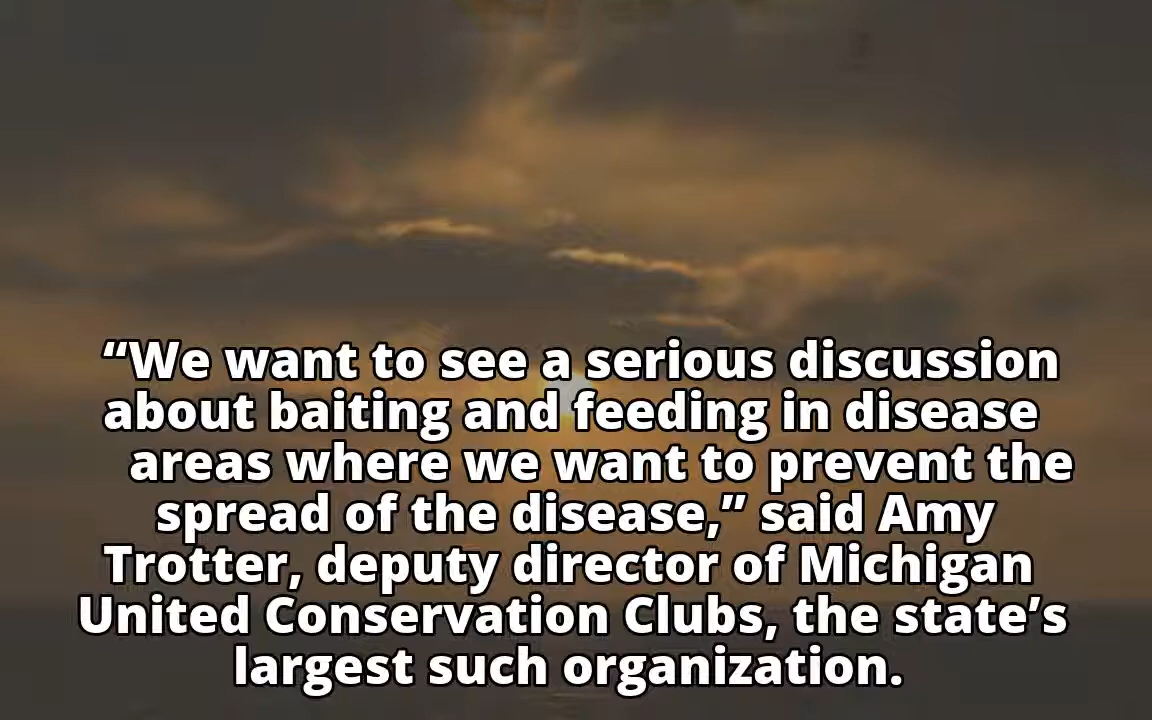 “We want to see a serious discussion
about baiting and feeding in disease
areas where we want to prevent the
spread of the disease,” said Amy
Trotter, deputy director of Michigan
United Conservation Clubs, the state’s
largest such organization.